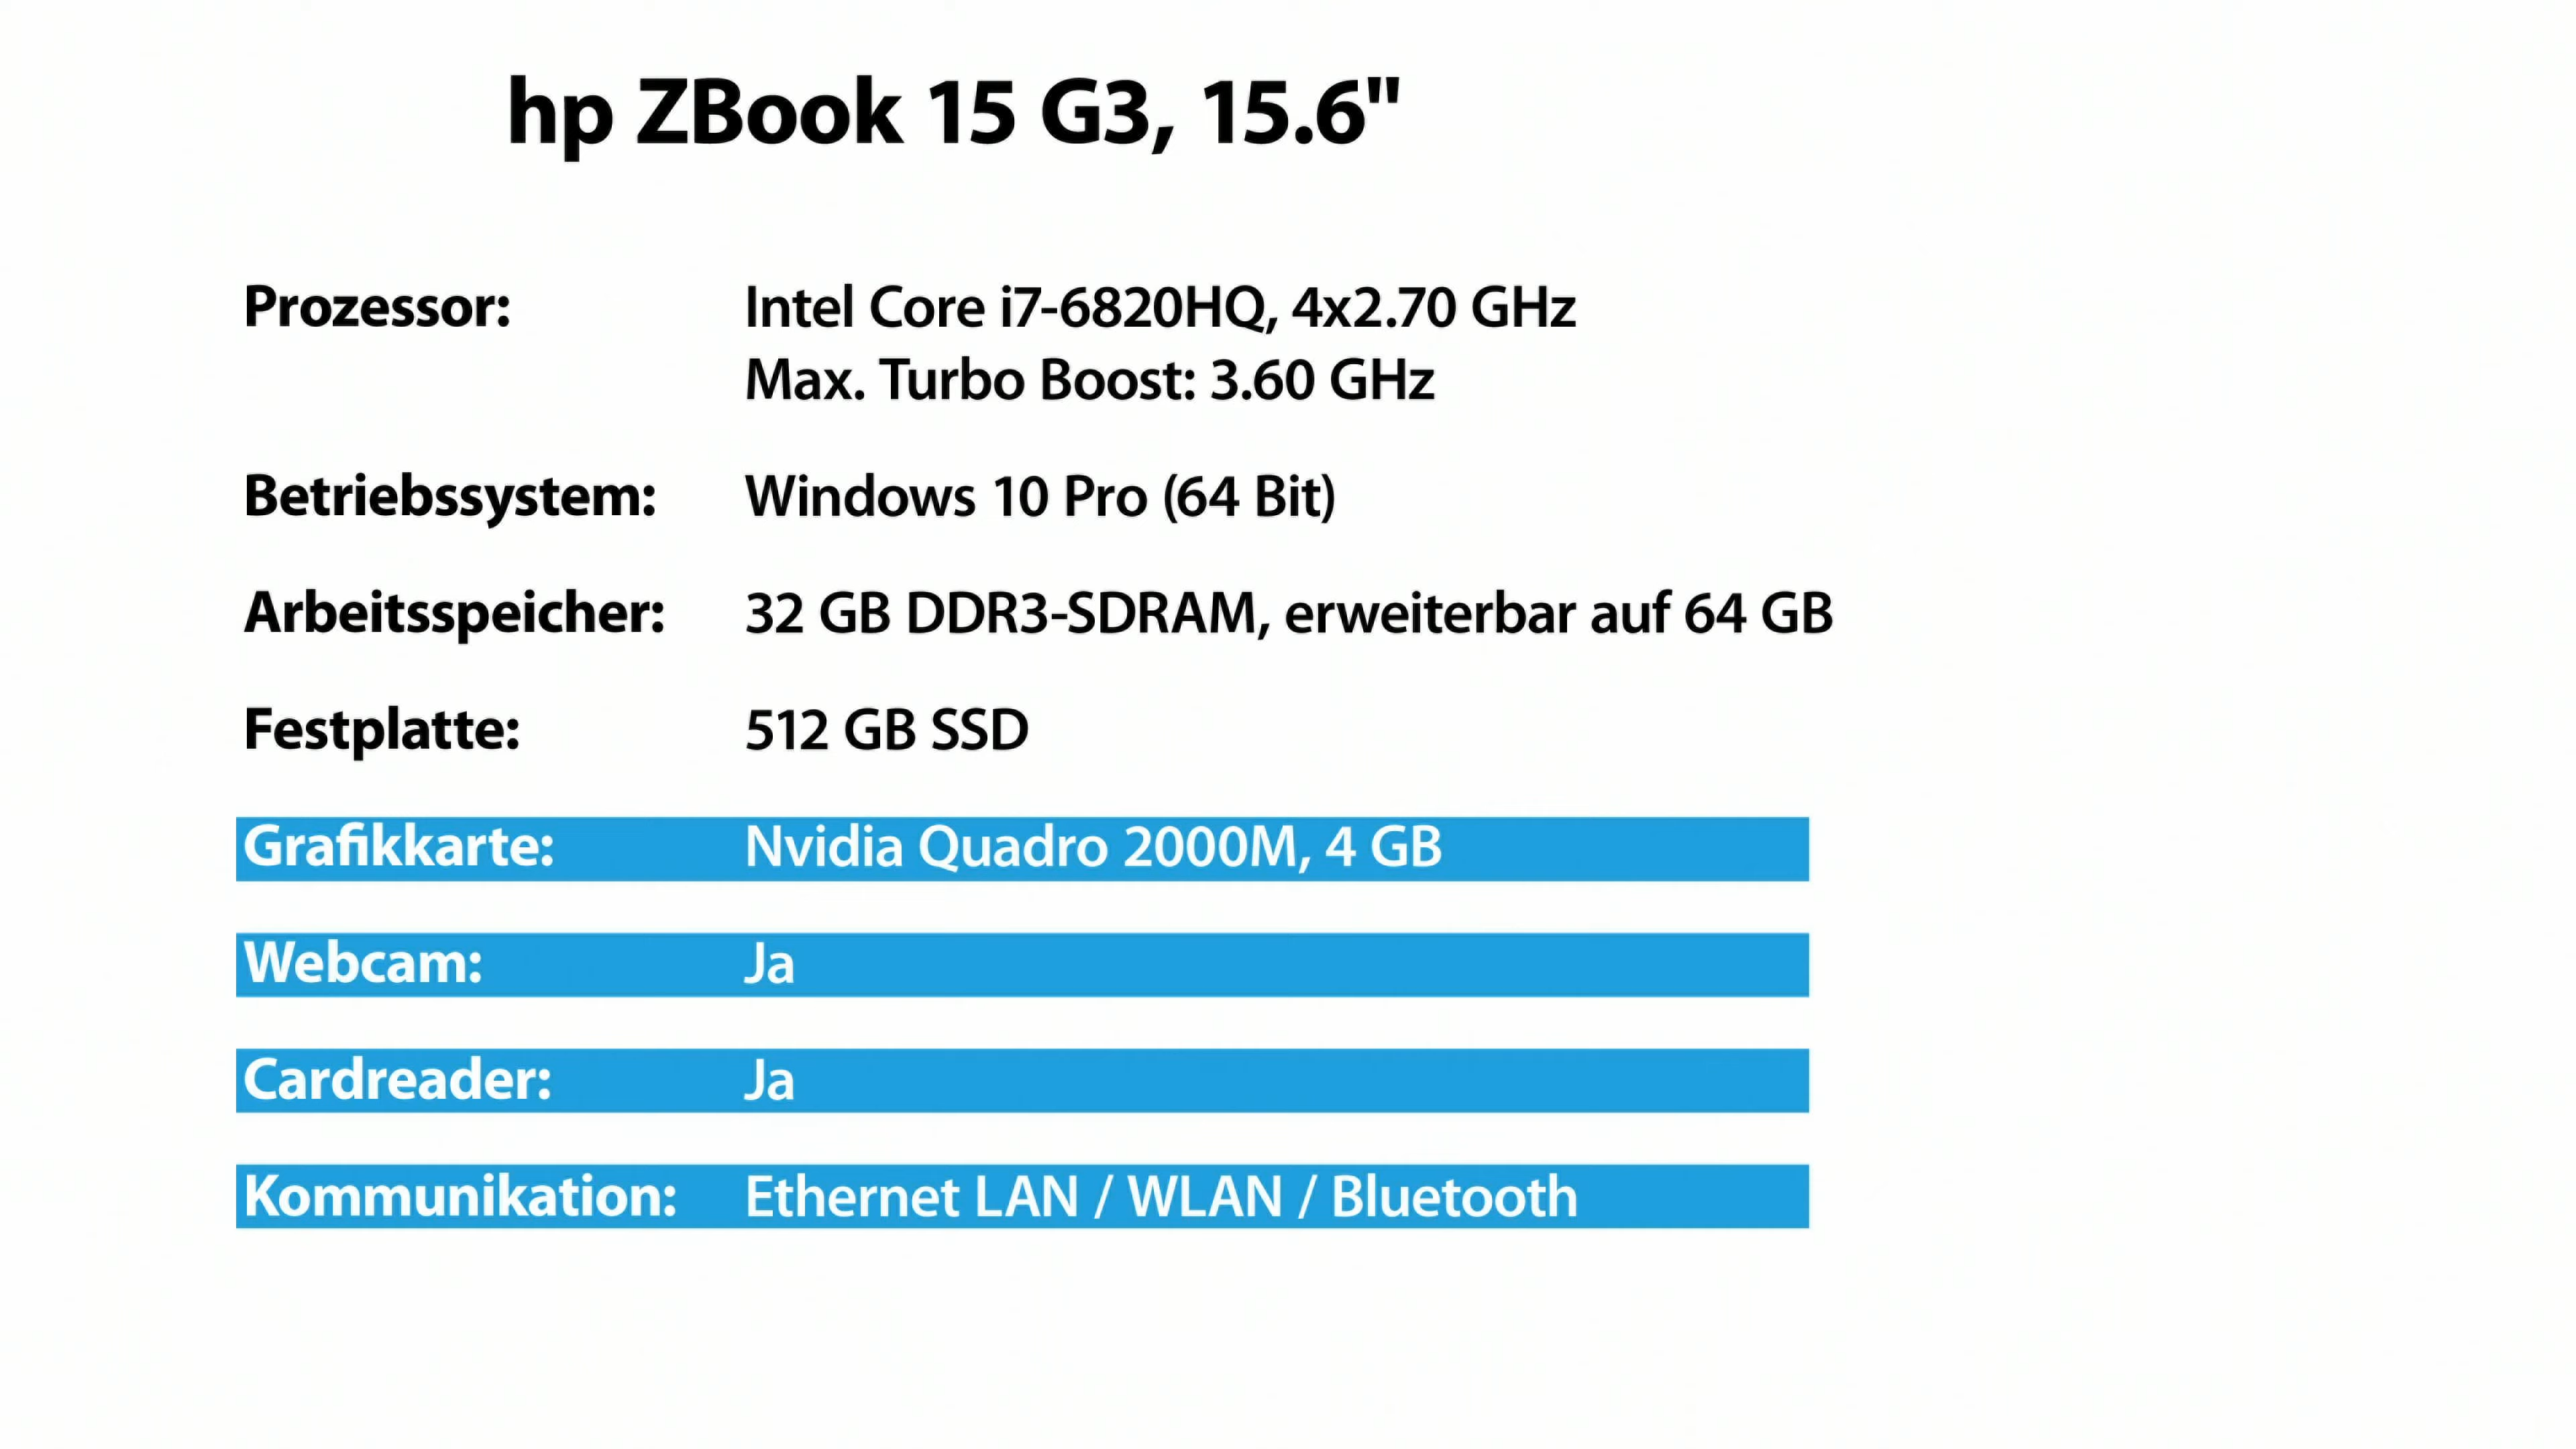 hp ZBook 15 G3, 15.6"
Prozessor: Intel Core i7-6820HQ, 4x2.70 GHz
Max. Turbo Boost: 3.60 GHz
Betriebssystem: Windows 10 Pro (64 Bit)
Arbeitsspeicher: 32 GB DDR3-SDRAM, erweiterbar auf 64 GB
Festplatte: 512 GB SSD
Grafikkarte: Nvidia Quadro 2000M, 4 GB
Webcam: Ja
Cardreader: Ja
Kommunikation: Ethernet LAN / WLAN / Bluetooth